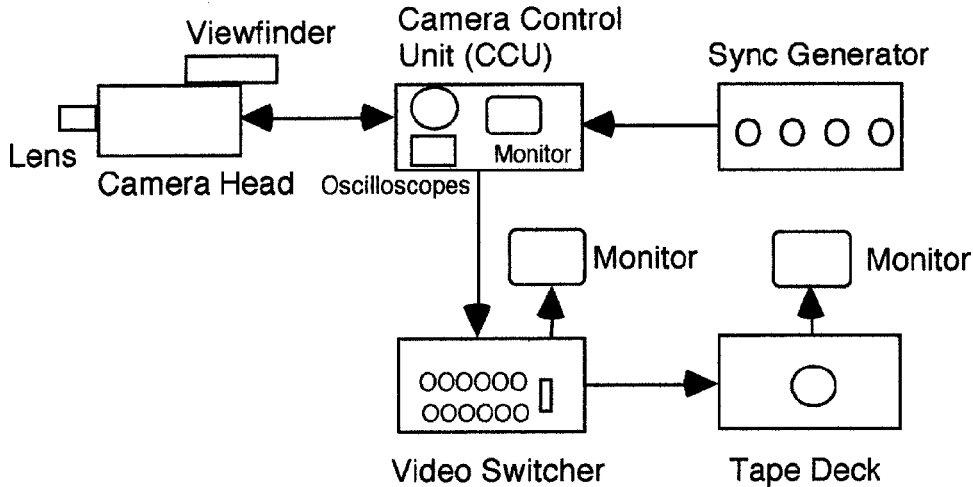 Viewfinder
Camera Control
Unit (CCU)
Sync Generator
Lens
Camera Head
Monitor
Oscilloscopes
Monitor
Monitor
Video Switcher
Tape Deck